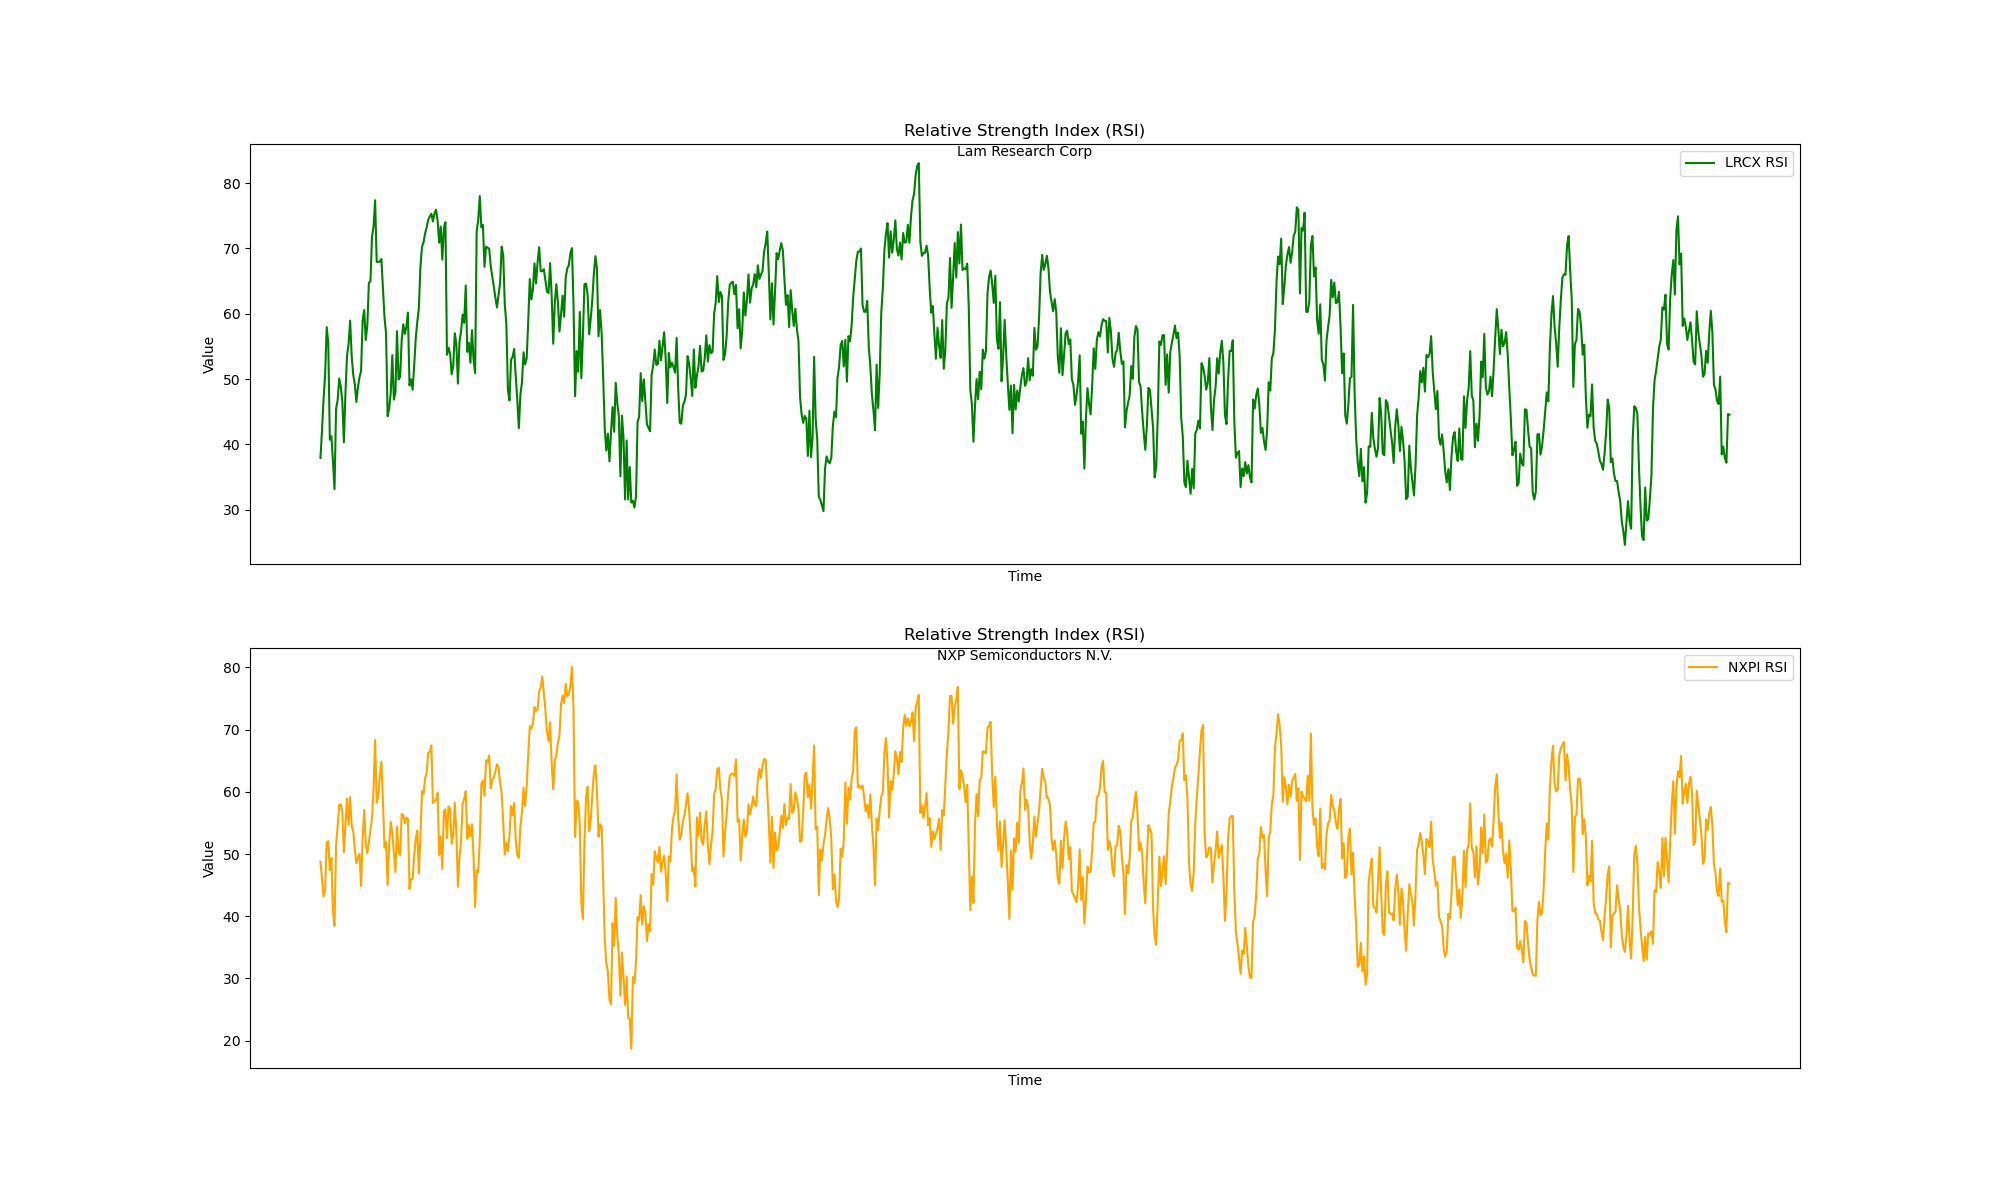 Relative Strength Index (RSI)
Lam Research Corp
LRCX RSI
80
70
60
50
40
30
Value
Time
Relative Strength Index (RSI)
NXP Semiconductors N.V.
NXPI RSI
80
70
60
50
40
30
20
Value
Time